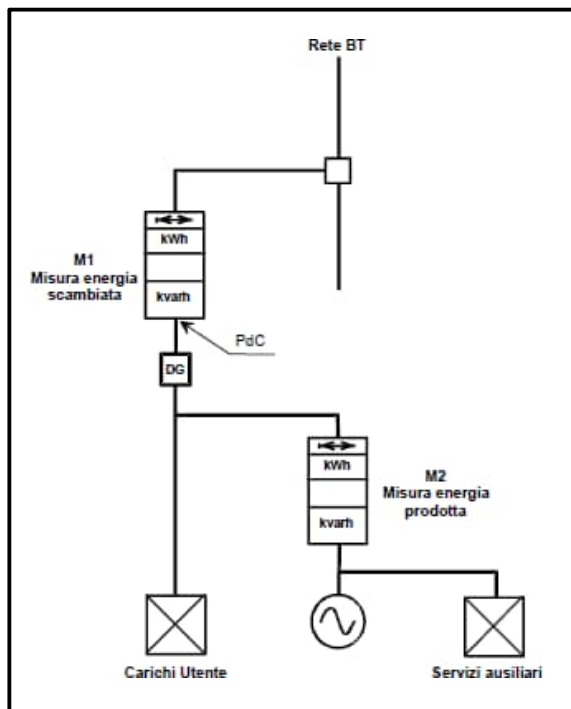 Rete BT
kWh
M1
Misura energia
scambiata
kvarh
PdC
DG
kWh
M2
Misura energia
prodotta
kvarh
Carichi Utente
Servizi ausiliari